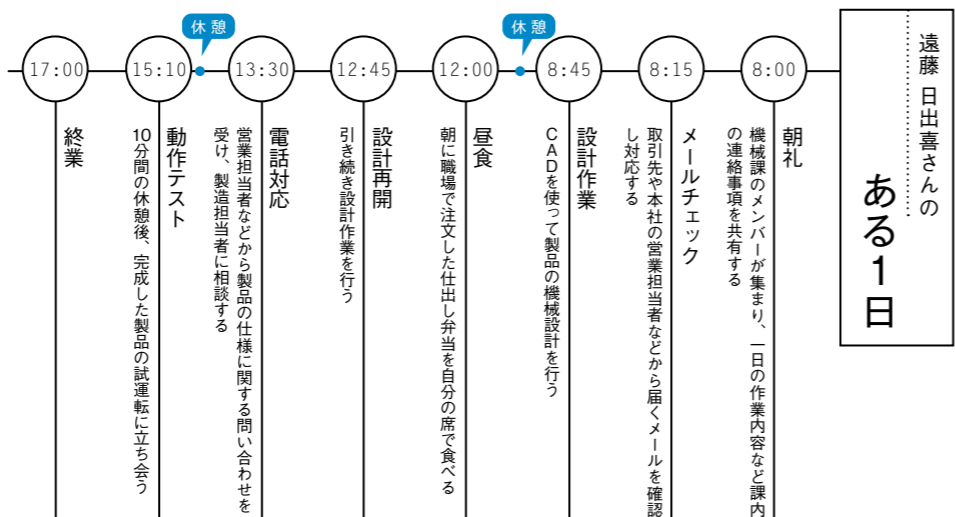 遠藤 日出喜さんの
ある1日
8:00
朝礼
機械課のメンバーが集まり、一日の作業内容など課内
の連絡事項を共有する
8:15
メールチェック
取引先や本社の営業担当者などから届くメールを確認
し対応する
8:45
設計作業
CADを使って製品の機械設計を行う
休憩
12:00
昼食
朝に職場で注文した仕出し弁当を自分の席で食べる
12:45
設計再開
引き続き設計作業を行う
13:30
電話対応
営業担当者などから製品の仕様に関する問い合わせを
受け、製造担当者に相談する
休憩
15:10
動作テスト
10分間の休憩後、完成した製品の試運転に立ち会う
17:00
終業